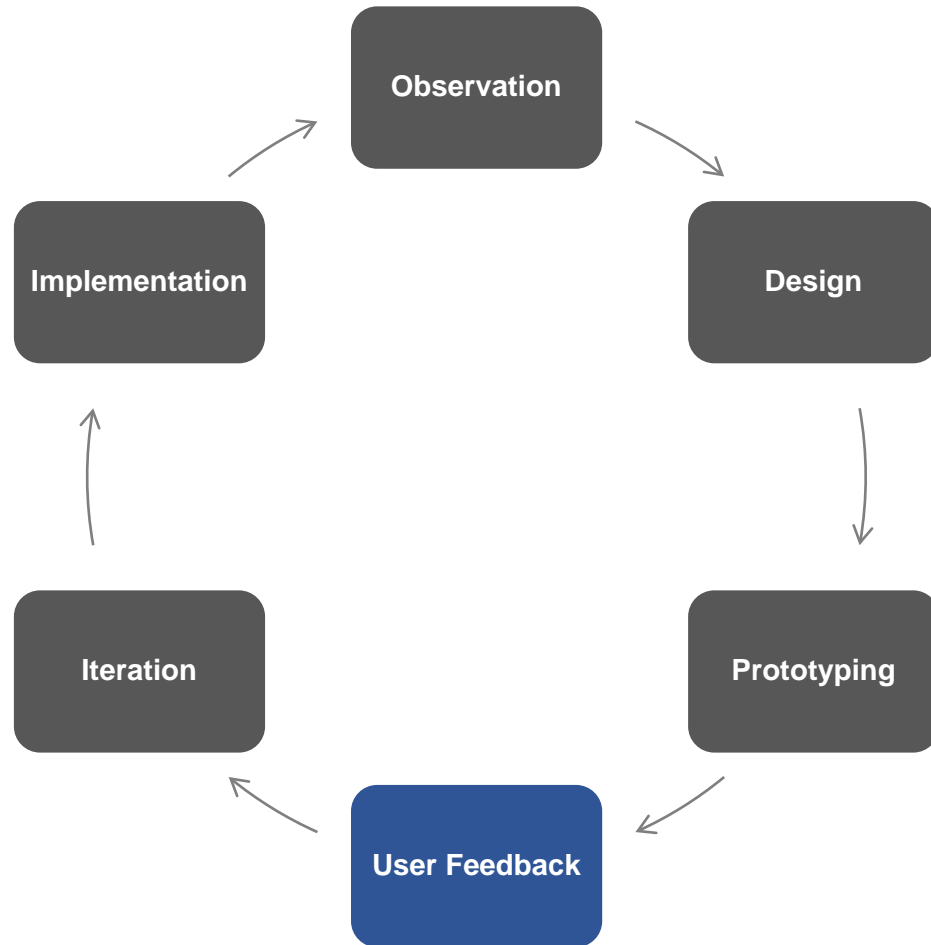 Observation
Implementation
Design
Iteration
Prototyping
User Feedback